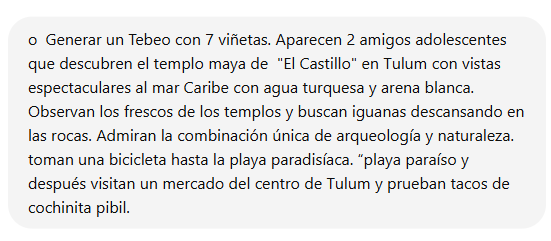 o Generar un Tebeo con 7 viñetas. Aparecen 2 amigos adolescentes
que descubren el templo maya de "El Castillo" en Tulum con vistas
espectaculares al mar Caribe con agua turquesa y arena blanca.
Observan los frescos de los templos y buscan iguanas descansando en
las rocas. Admiran la combinación única de arqueología y naturaleza.
toman una bicicleta hasta la playa paradisíaca. “playa paraíso y
después visitan un mercado del centro de Tulum y prueban tacos de
cochinita pibil.